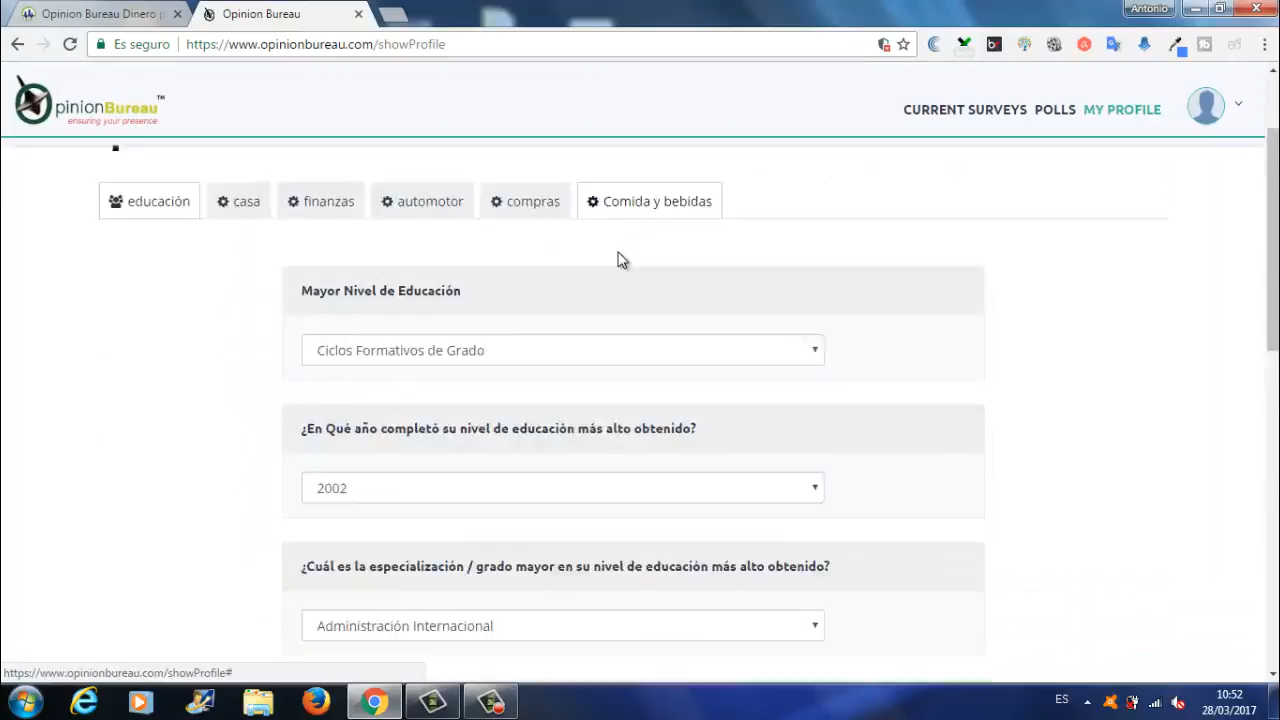 Opinion Bureau Dinero p
Opinion Bureau
Antonio
Es seguro
https://www.opinionbureau.com/showProfile
pinionBureau™
ensuring your presence
CURRENT SURVEYS
POLLS
MY PROFILE
educación
casa
finanzas
automotor
compras
Comida y bebidas
Mayor Nivel de Educación
Ciclos Formativos de Grado
¿En Qué año completó su nivel de educación más alto obtenido?
2002
¿Cuál es la especialización / grado mayor en su nivel de educación más alto obtenido?
Administración Internacional
https://www.opinionbureau.com/showProfile#
ES
10:52
28/03/2017